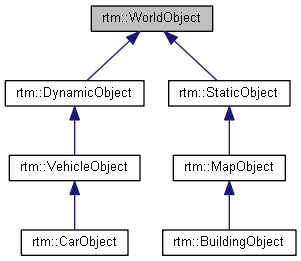 rtm::WorldObject
rtm::DynamicObject
rtm::StaticObject
rtm::VehicleObject
rtm::MapObject
rtm::CarObject
rtm::BuildingObject